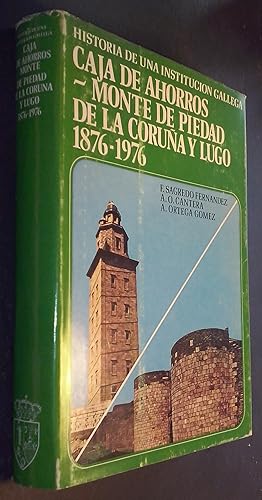 HISTORIA DE UNA INSTITUCION GALLEGA
CAJA DE AHORROS
~ MONTE DE PIEDAD
DE LA CORUÑA Y LUGO
1876-1976
F. SAGREDO FERNANDEZ
A. O. CANTERA
A. ORTEGA GOMEZ
CAJA
DE AHORROS
MONTE
DE PIEDAD
DE LA CORUÑA
Y LUGO
1876-1976